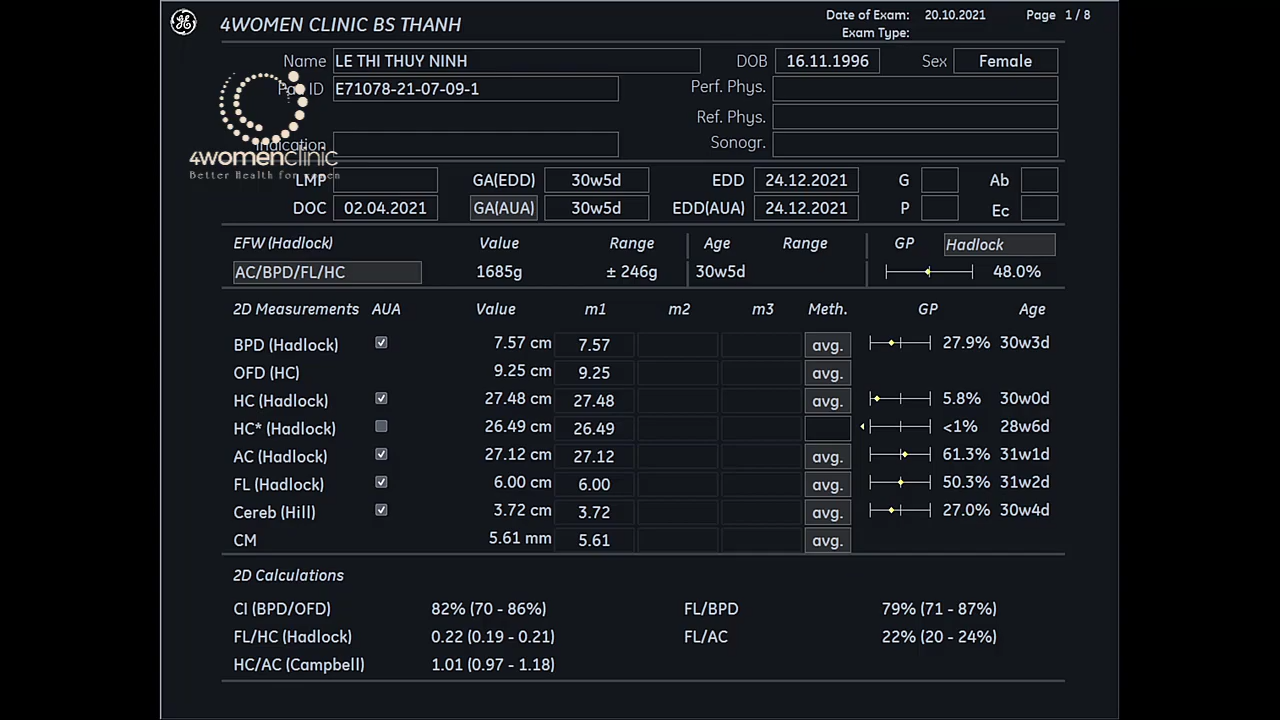 4WOMEN CLINIC BS THANH Date of Exam: 20.10.2021 Page 1 / 8
Exam Type:
Name LE THI THUY NINH DOB 16.11.1996 Sex Female
ID E71078-21-07-09-1 Perf. Phys.
Ref. Phys.
Indication Sonogr.
4womenclinic
Better Health for women
LMP GA(EDD) 30w5d EDD 24.12.2021 G Ab
DOC 02.04.2021 GA(AUA) 30w5d EDD(AUA) 24.12.2021 P Ec
EFW (Hadlock) Value Range Age Range GP Hadlock
AC/BPD/FL/HC 1685g ± 246g 30w5d 48.0%
2D Measurements AUA Value m1 m2 m3 Meth. GP Age
BPD (Hadlock) 7.57 cm 7.57 avg. 27.9% 30w3d
OFD (HC) 9.25 cm 9.25 avg.
HC (Hadlock) 27.48 cm 27.48 avg. 5.8% 30w0d
HC* (Hadlock) 26.49 cm 26.49 <1% 28w6d
AC (Hadlock) 27.12 cm 27.12 avg. 61.3% 31w1d
FL (Hadlock) 6.00 cm 6.00 avg. 50.3% 31w2d
Cereb (Hill) 3.72 cm 3.72 avg. 27.0% 30w4d
CM 5.61 mm 5.61 avg.
2D Calculations
CI (BPD/OFD) 82% (70 - 86%) FL/BPD 79% (71 - 87%)
FL/HC (Hadlock) 0.22 (0.19 - 0.21) FL/AC 22% (20 - 24%)
HC/AC (Campbell) 1.01 (0.97 - 1.18)